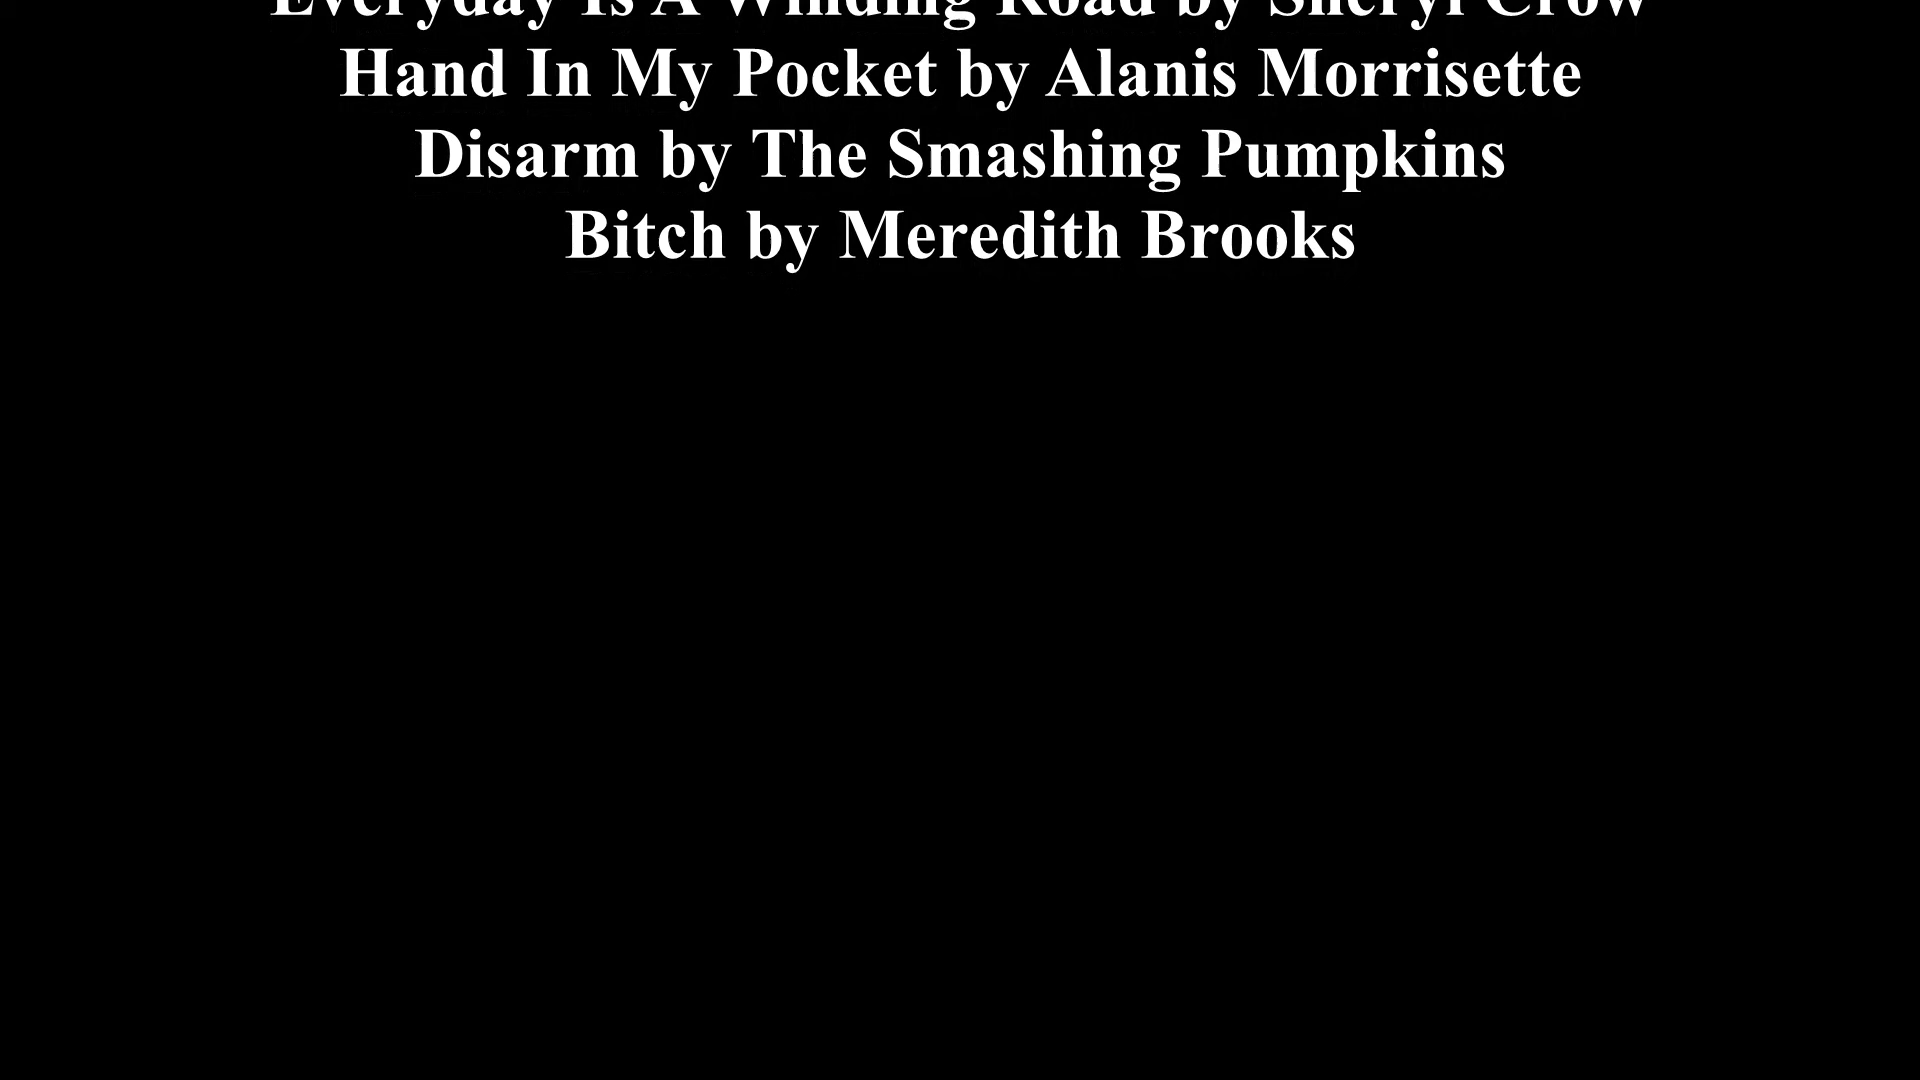 Everyday Is A Winding Road by Sheryl Crow
Hand In My Pocket by Alanis Morrisette
Disarm by The Smashing Pumpkins
Bitch by Meredith Brooks